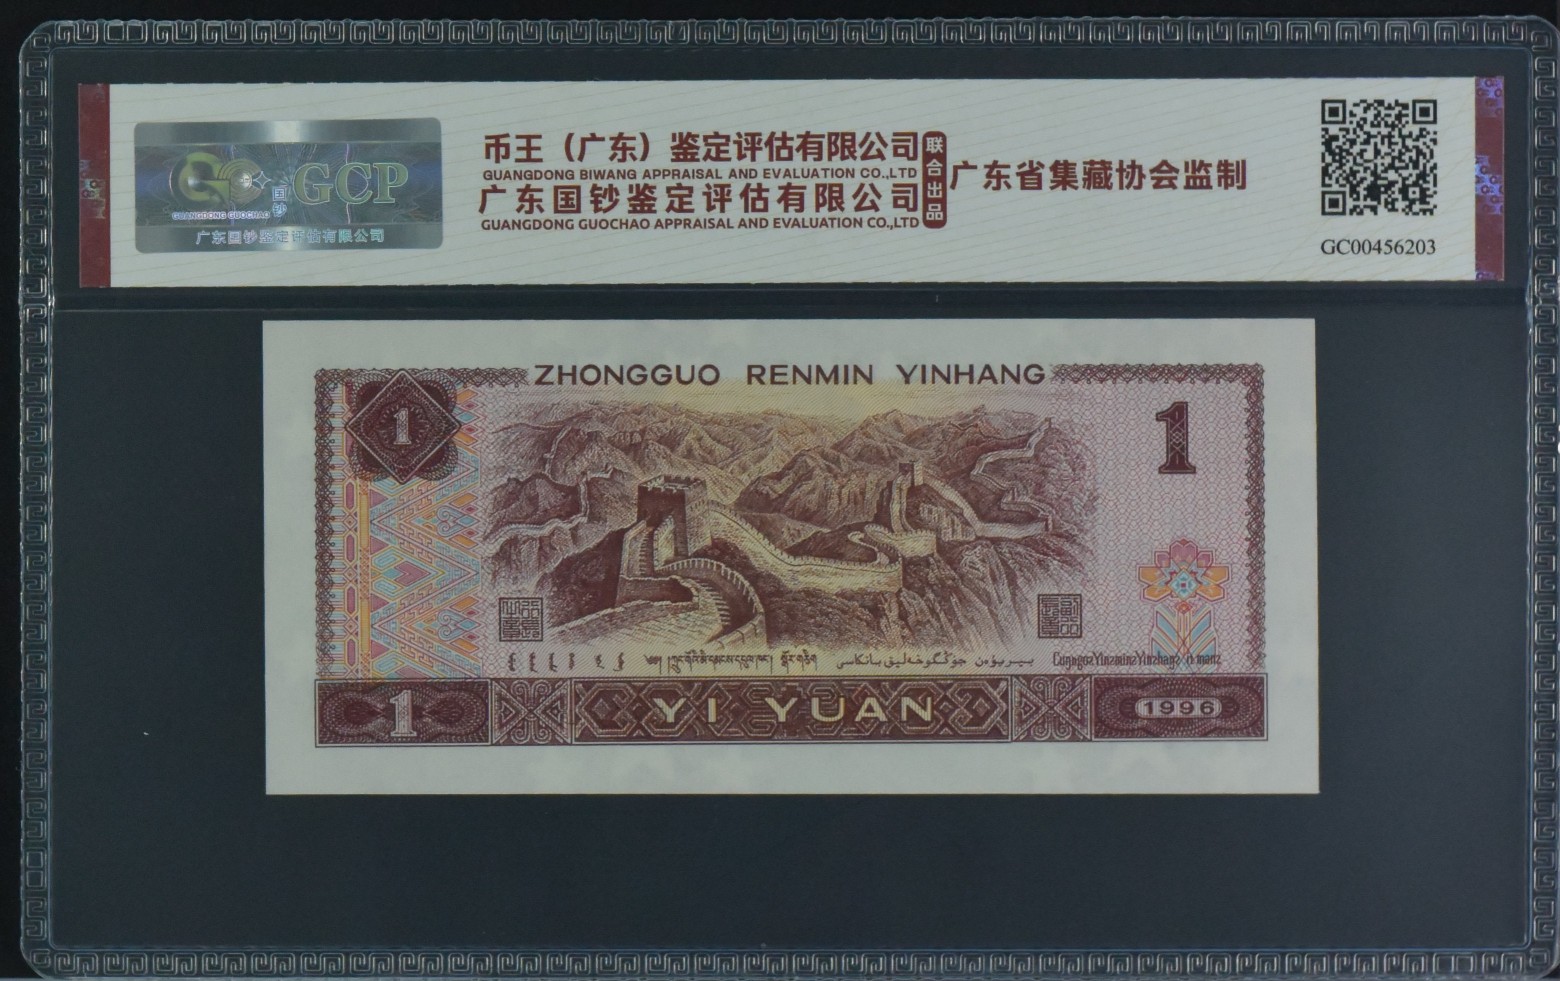 币王（广东）鉴定评估有限公司
GUANGDONG BIWANG APPRAISAL AND EVALUATION CO.,LTD
广东国钞鉴定评估有限公司
GUANGDONG GUOCHAO APPRAISAL AND EVALUATION CO.,LTD
联合出品
广东省集藏协会监制
GCP
国钞
GUANGDONG GUOCHAO
广东国钞鉴定评估有限公司
GC00456203
ZHONGGUO RENMIN YINHANG
1
1
1
YI YUAN
1996